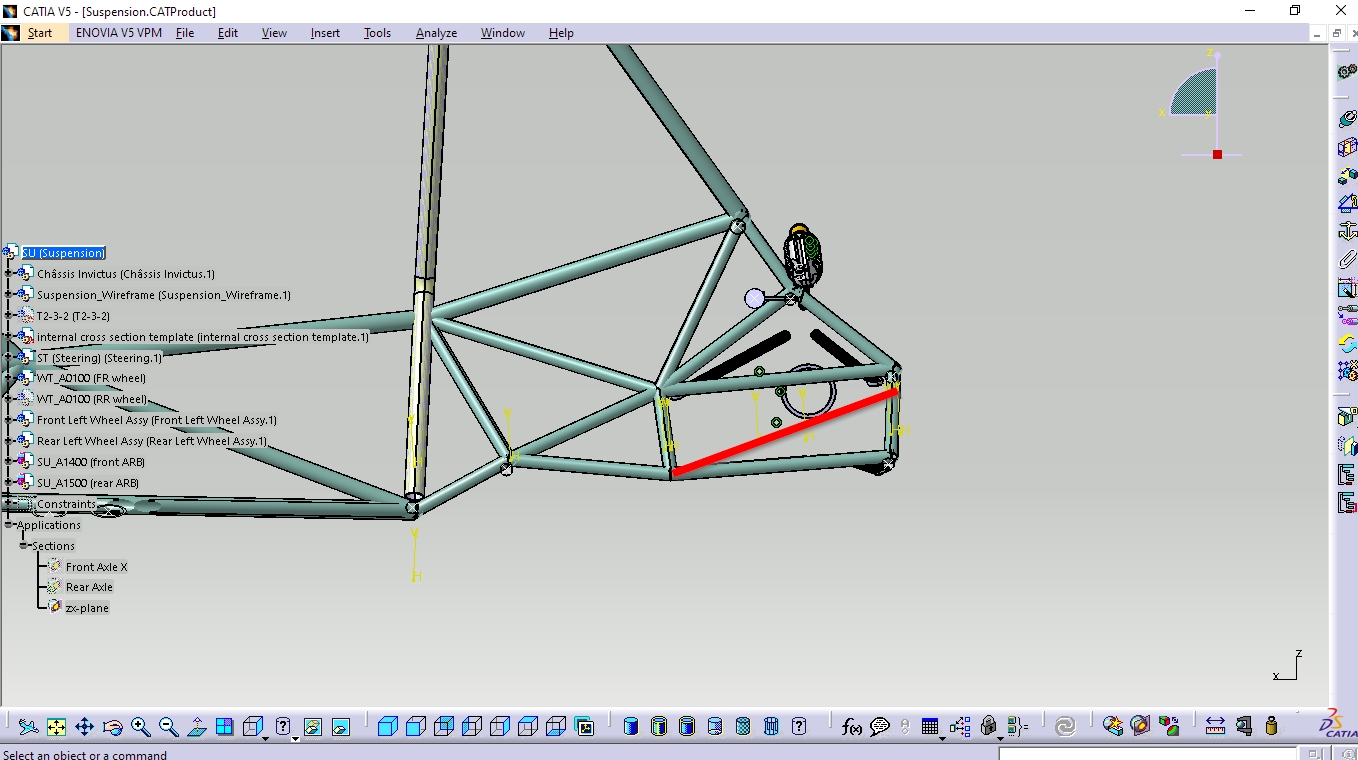 CATIA V5 - [Suspension.CATProduct]
Start ENOVIA V5 VPM File Edit View Insert Tools Analyze Window Help
z
x y
SU (Suspension)
Châssis Invictus (Châssis Invictus.1)
Suspension_Wireframe (Suspension_Wireframe.1)
T2-3-2 (T2-3-2)
internal cross section template (internal cross section template.1)
ST (Steering) (Steering.1)
WT_A0100 (FR wheel)
WT_A0100 (RR wheel)
Front Left Wheel Assy (Front Left Wheel Assy.1)
Rear Left Wheel Assy (Rear Left Wheel Assy.1)
SU_A1400 (front ARB)
SU_A1500 (rear ARB)
Constraints
Applications
Sections
Front Axle X
Rear Axle
zx-plane
V
H
z
x
f(x)
CATIA
Select an object or a command